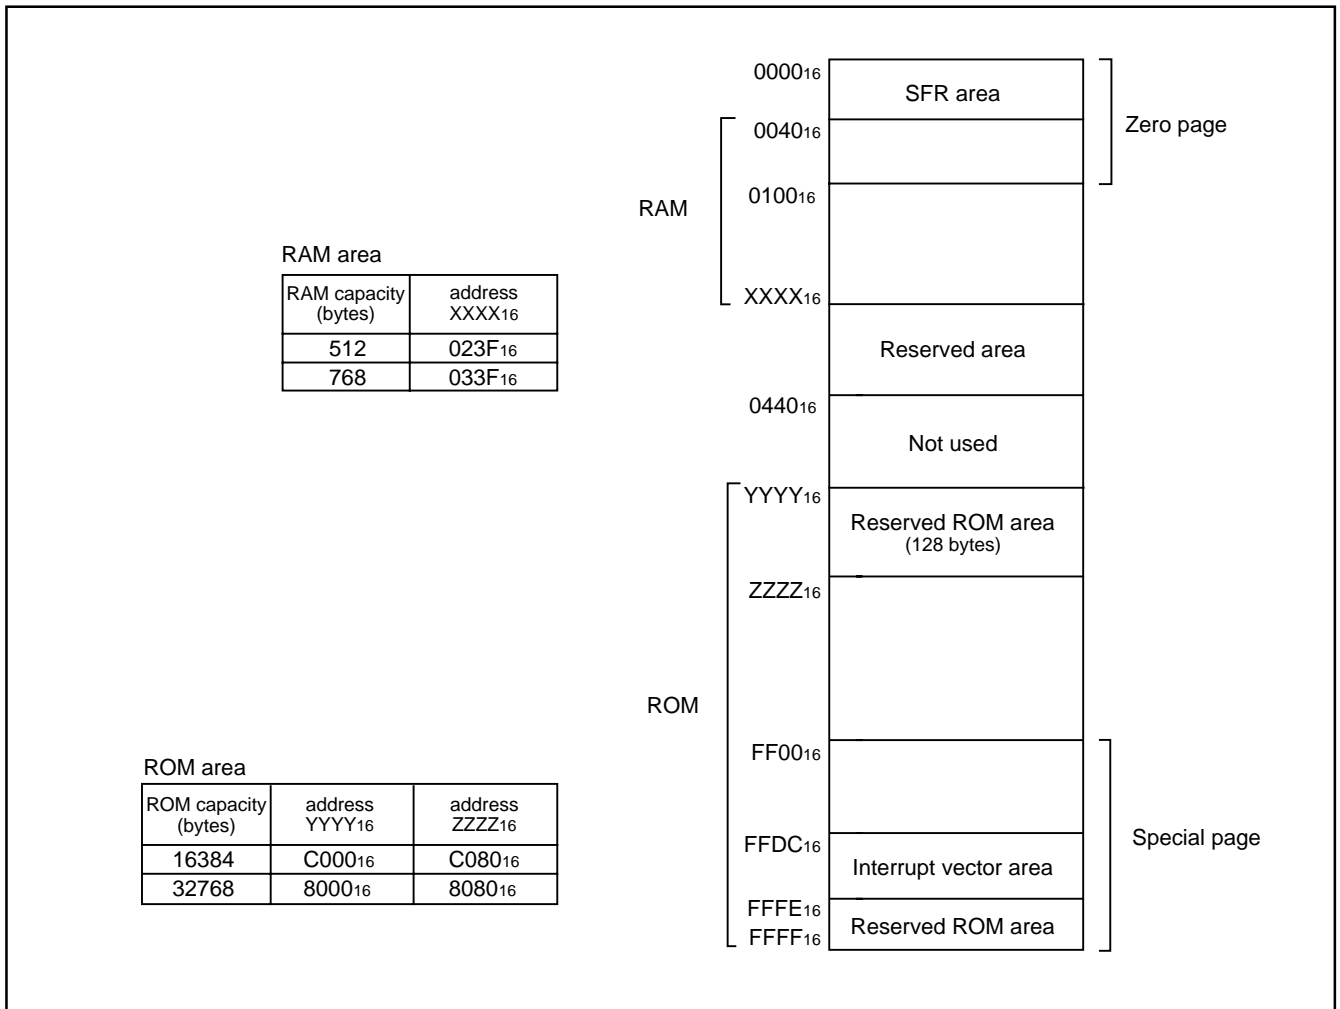 000016
SFR area
Zero page
004016
010016
RAM
XXXX16
Reserved area
044016
Not used
YYYY16
Reserved ROM area
(128 bytes)
ZZZZ16
ROM
FF0016
Special page
FFDC16
Interrupt vector area
FFFE16
Reserved ROM area
FFFF16
RAM area
RAM capacity (bytes) address XXXX16
512 023F16
768 033F16
ROM area
ROM capacity (bytes) address YYYY16 address ZZZZ16
16384 C00016 C08016
32768 800016 808016